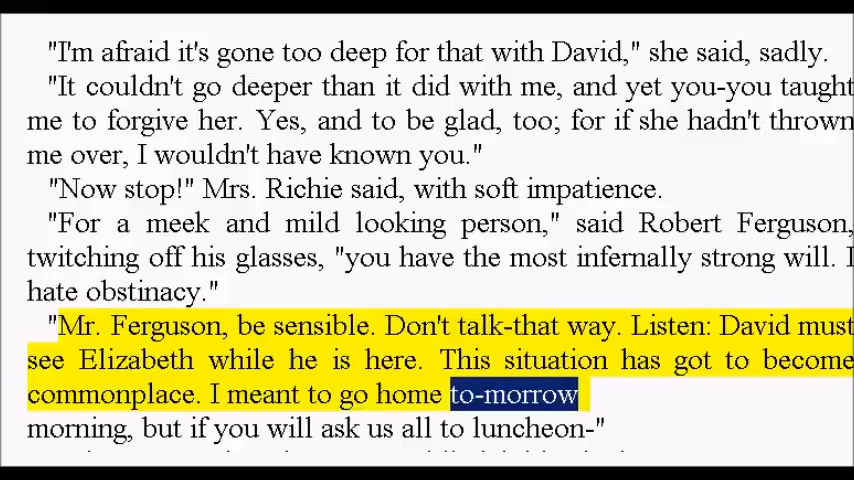 "I'm afraid it's gone too deep for that with David," she said, sadly.
"It couldn't go deeper than it did with me, and yet you-you taught
me to forgive her. Yes, and to be glad, too; for if she hadn't thrown
me over, I wouldn't have known you."
"Now stop!" Mrs. Richie said, with soft impatience.
"For a meek and mild looking person," said Robert Ferguson,
twitching off his glasses, "you have the most infernally strong will. I
hate obstinacy."
"Mr. Ferguson, be sensible. Don't talk-that way. Listen: David must
see Elizabeth while he is here. This situation has got to become
commonplace. I meant to go home to-morrow
morning, but if you will ask us all to luncheon-"